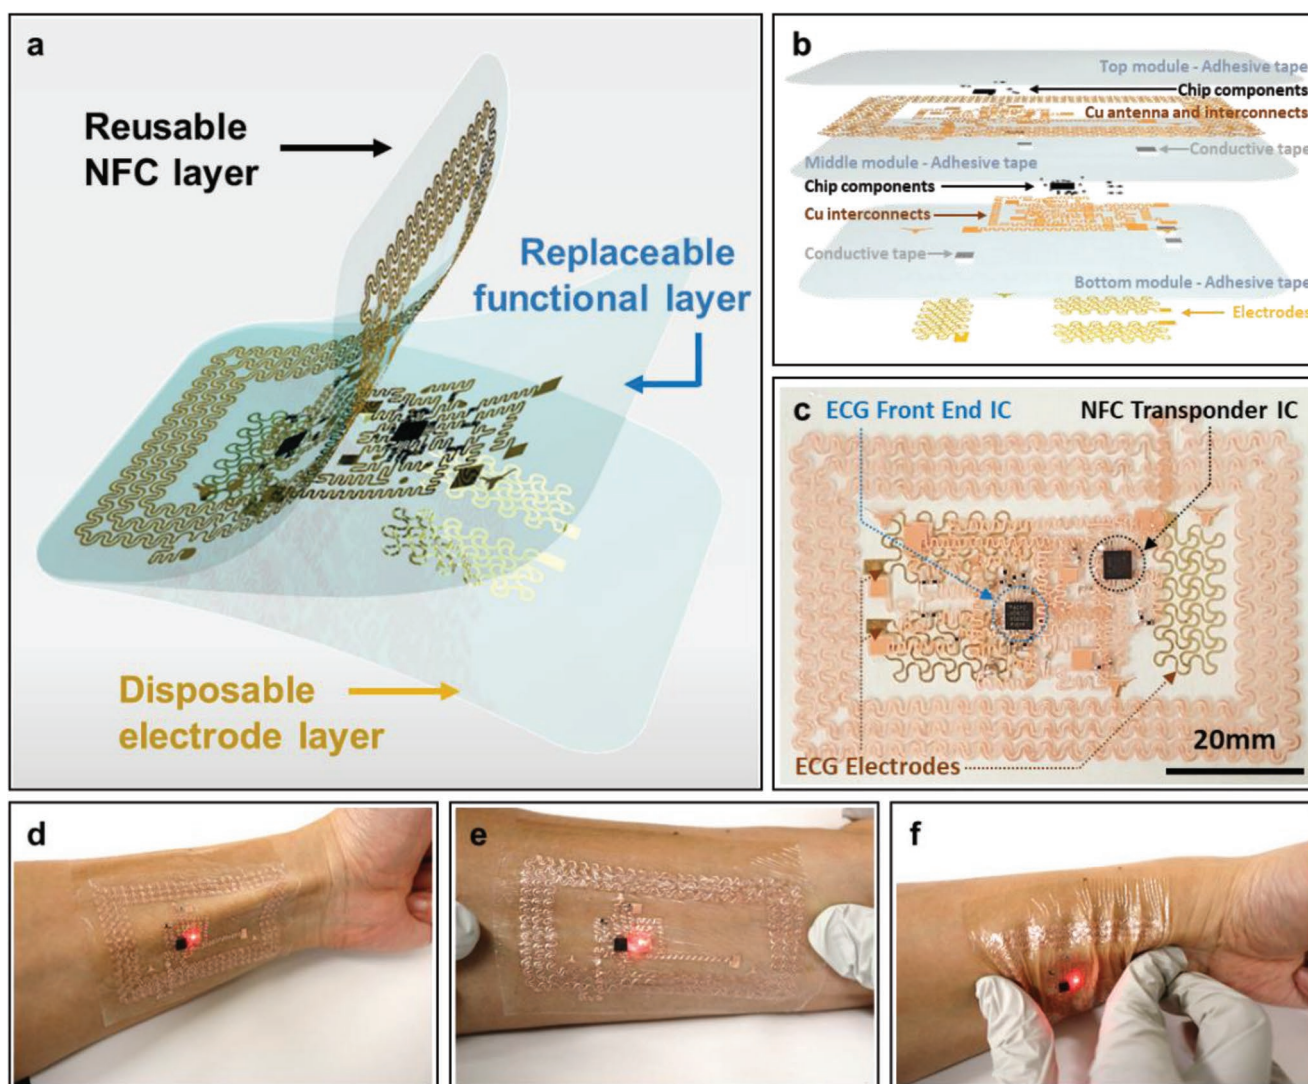 a
Reusable
NFC layer
Replaceable
functional layer
Disposable
electrode layer
b
Top module - Adhesive tape
Chip components
Cu antenna and interconnects
Conductive tape
Middle module - Adhesive tape
Chip components
Cu interconnects
Conductive tape
Bottom module - Adhesive tape
Electrodes
c
ECG Front End IC
NFC Transponder IC
20mm
ECG Electrodes
d
e
f